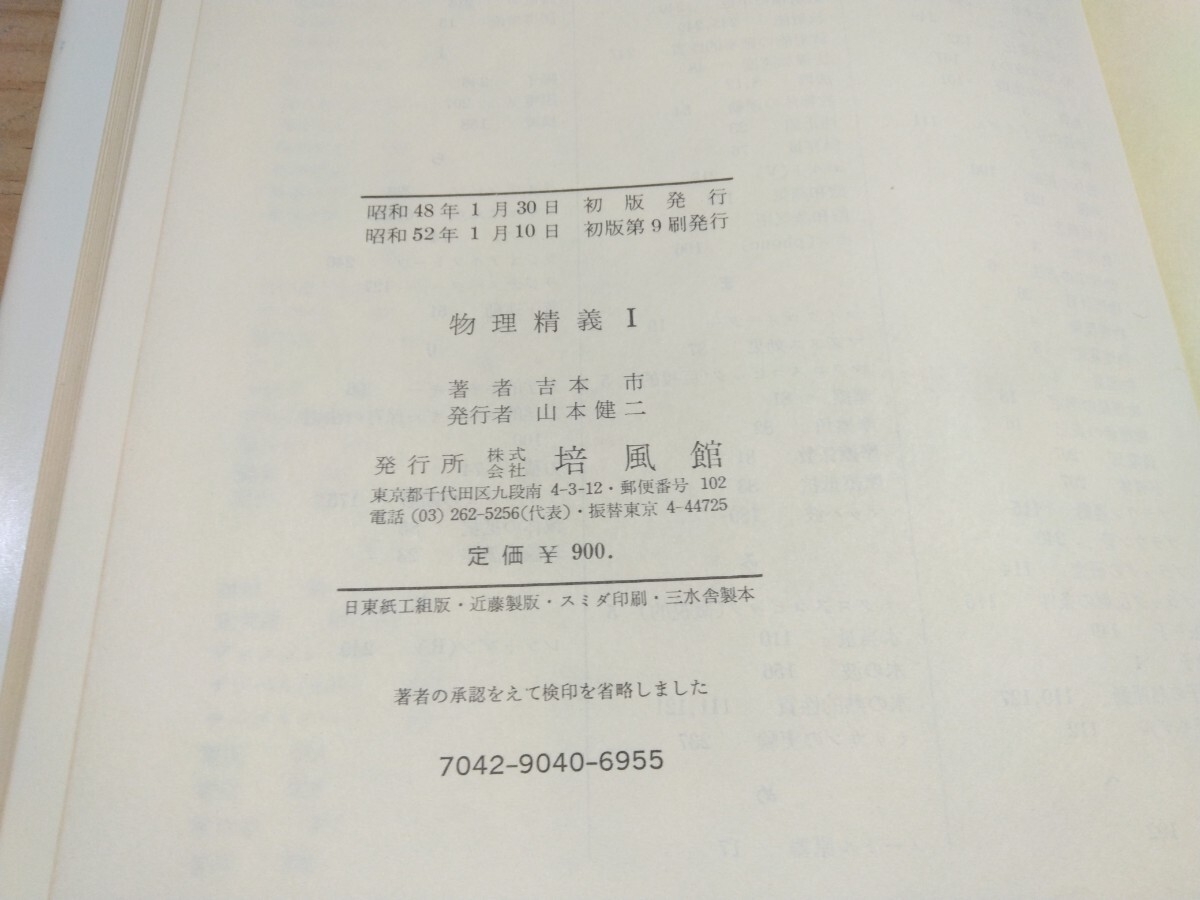 昭和48年 1 月30日 初版発行
昭和52年 1 月10日 初版第9刷発行
物理精義 I
著者 吉本 市
発行者 山本健二
発行所 株式会社 培風館
東京都千代田区九段南 4-3-12・郵便番号 102
電話 (03) 262-5256(代表)・振替東京 4-44725
定価 ¥ 900.
日東紙工組版・近藤製版・スミダ印刷・三水舎製本
著者の承認をえて検印を省略しました
7042-9040-6955